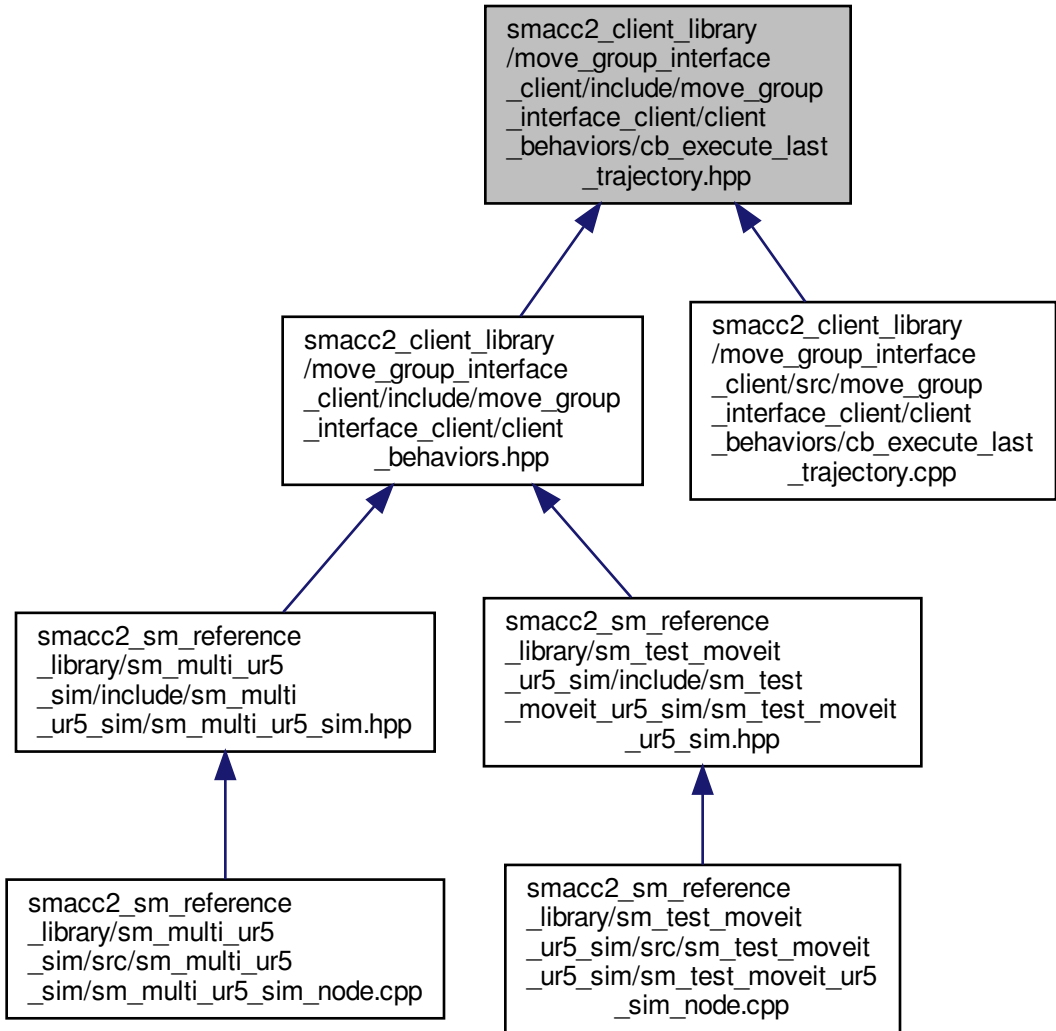 smacc2_client_library
/move_group_interface
_client/include/move_group
_interface_client/client
_behaviors/cb_execute_last
_trajectory.hpp
smacc2_client_library
/move_group_interface
_client/include/move_group
_interface_client/client
_behaviors.hpp
smacc2_client_library
/move_group_interface
_client/src/move_group
_interface_client/client
_behaviors/cb_execute_last
_trajectory.cpp
smacc2_sm_reference
_library/sm_multi_ur5
_sim/include/sm_multi
_ur5_sim/sm_multi_ur5_sim.hpp
smacc2_sm_reference
_library/sm_test_moveit
_ur5_sim/include/sm_test
_moveit_ur5_sim/sm_test_moveit
_ur5_sim.hpp
smacc2_sm_reference
_library/sm_multi_ur5
_sim/src/sm_multi_ur5
_sim/sm_multi_ur5_sim_node.cpp
smacc2_sm_reference
_library/sm_test_moveit
_ur5_sim/src/sm_test_moveit
_ur5_sim/sm_test_moveit_ur5
_sim_node.cpp